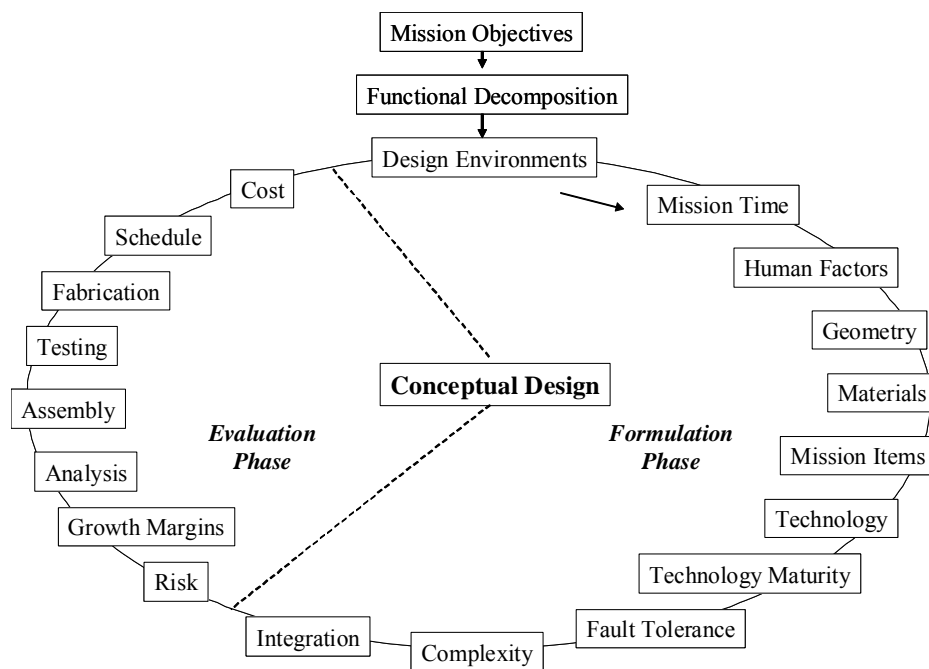 Mission Objectives
Functional Decomposition
Design Environments
Mission Time
Human Factors
Geometry
Materials
Mission Items
Technology
Technology Maturity
Fault Tolerance
Complexity
Integration
Risk
Growth Margins
Analysis
Assembly
Testing
Fabrication
Schedule
Cost
Conceptual Design
Evaluation
Phase
Formulation
Phase